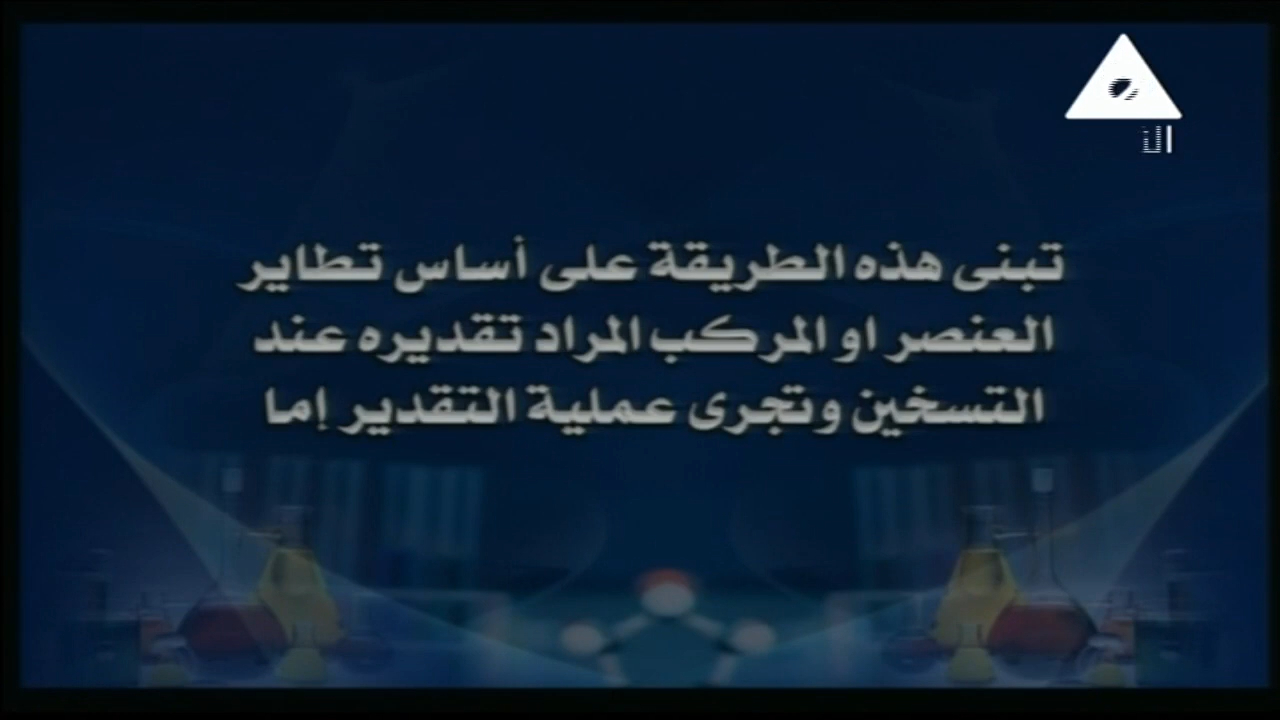 تبنى هذه الطريقة على أساس تطاير
العنصر او المركب المراد تقديره عند
التسخين وتجرى عملية التقدير إما